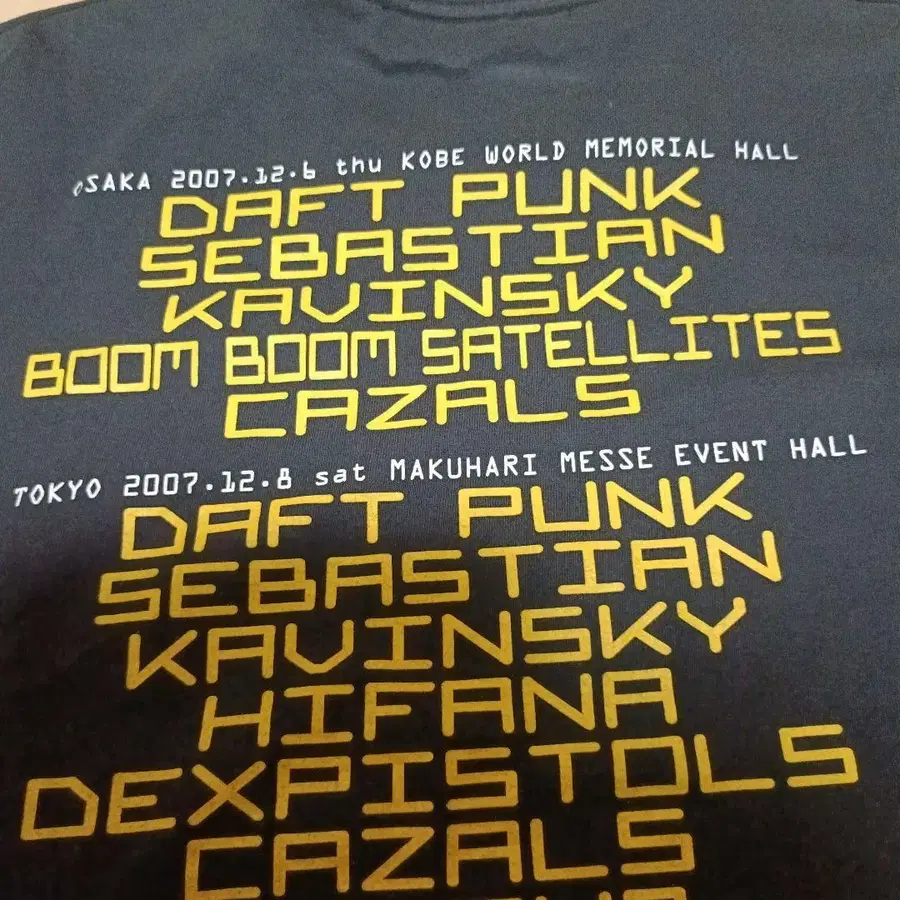 OSAKA 2007.12.6 thu KOBE WORLD MEMORIAL HALL
DAFT PUNK
SEBASTIAN
KAVINSKY
BOOM BOOM SATELLITES
CAZALS
TOKYO 2007.12.8 sat MAKUHARI MESSE EVENT HALL
DAFT PUNK
SEBASTIAN
KAVINSKY
HIFANA
DEXPISTOLS
CAZALS